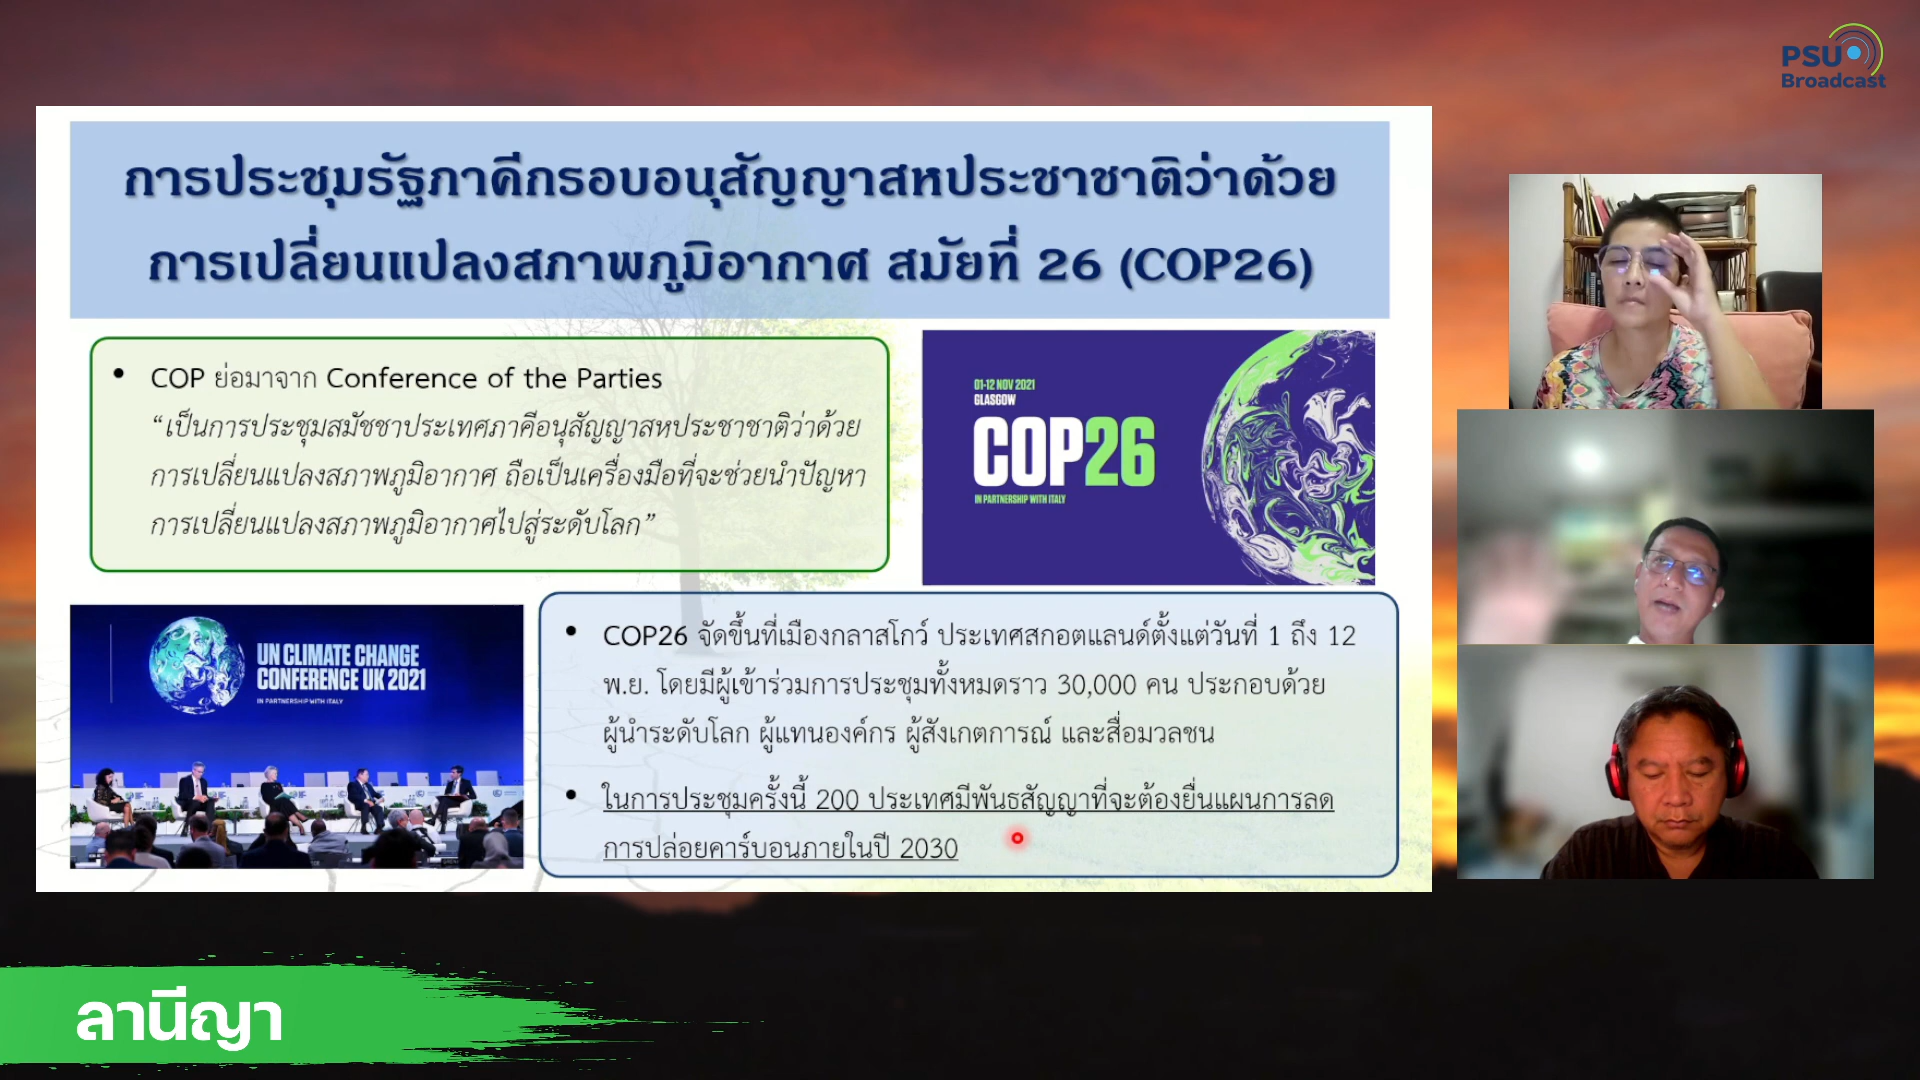 PSU
Broadcast
การประชุมรัฐภาคีกรอบอนุสัญญาสหประชาชาติว่าด้วย
การเปลี่ยนแปลงสภาพภูมิอากาศ สมัยที่ 26 (COP26)
• COP ย่อมาจาก Conference of the Parties
“เป็นการประชุมสมัชชาประเทศภาคีอนุสัญญาสหประชาชาติว่าด้วย
การเปลี่ยนแปลงสภาพภูมิอากาศ ถือเป็นเครื่องมือที่จะช่วยนำปัญหา
การเปลี่ยนแปลงสภาพภูมิอากาศไปสู่ระดับโลก”
01-12 NOV 2021
GLASGOW
COP26
IN PARTNERSHIP WITH ITALY
UN CLIMATE CHANGE
CONFERENCE UK 2021
IN PARTNERSHIP WITH ITALY
• COP26 จัดขึ้นที่เมืองกลาสโกว์ ประเทศสกอตแลนด์ตั้งแต่วันที่ 1 ถึง 12
พ.ย. โดยมีผู้เข้าร่วมการประชุมทั้งหมดราว 30,000 คน ประกอบด้วย
ผู้นำระดับโลก ผู้แทนองค์กร ผู้สังเกตการณ์ และสื่อมวลชน
• ในการประชุมครั้งนี้ 200 ประเทศมีพันธสัญญาที่จะต้องยื่นแผนการลด
การปล่อยคาร์บอนภายในปี 2030
ลานีญา